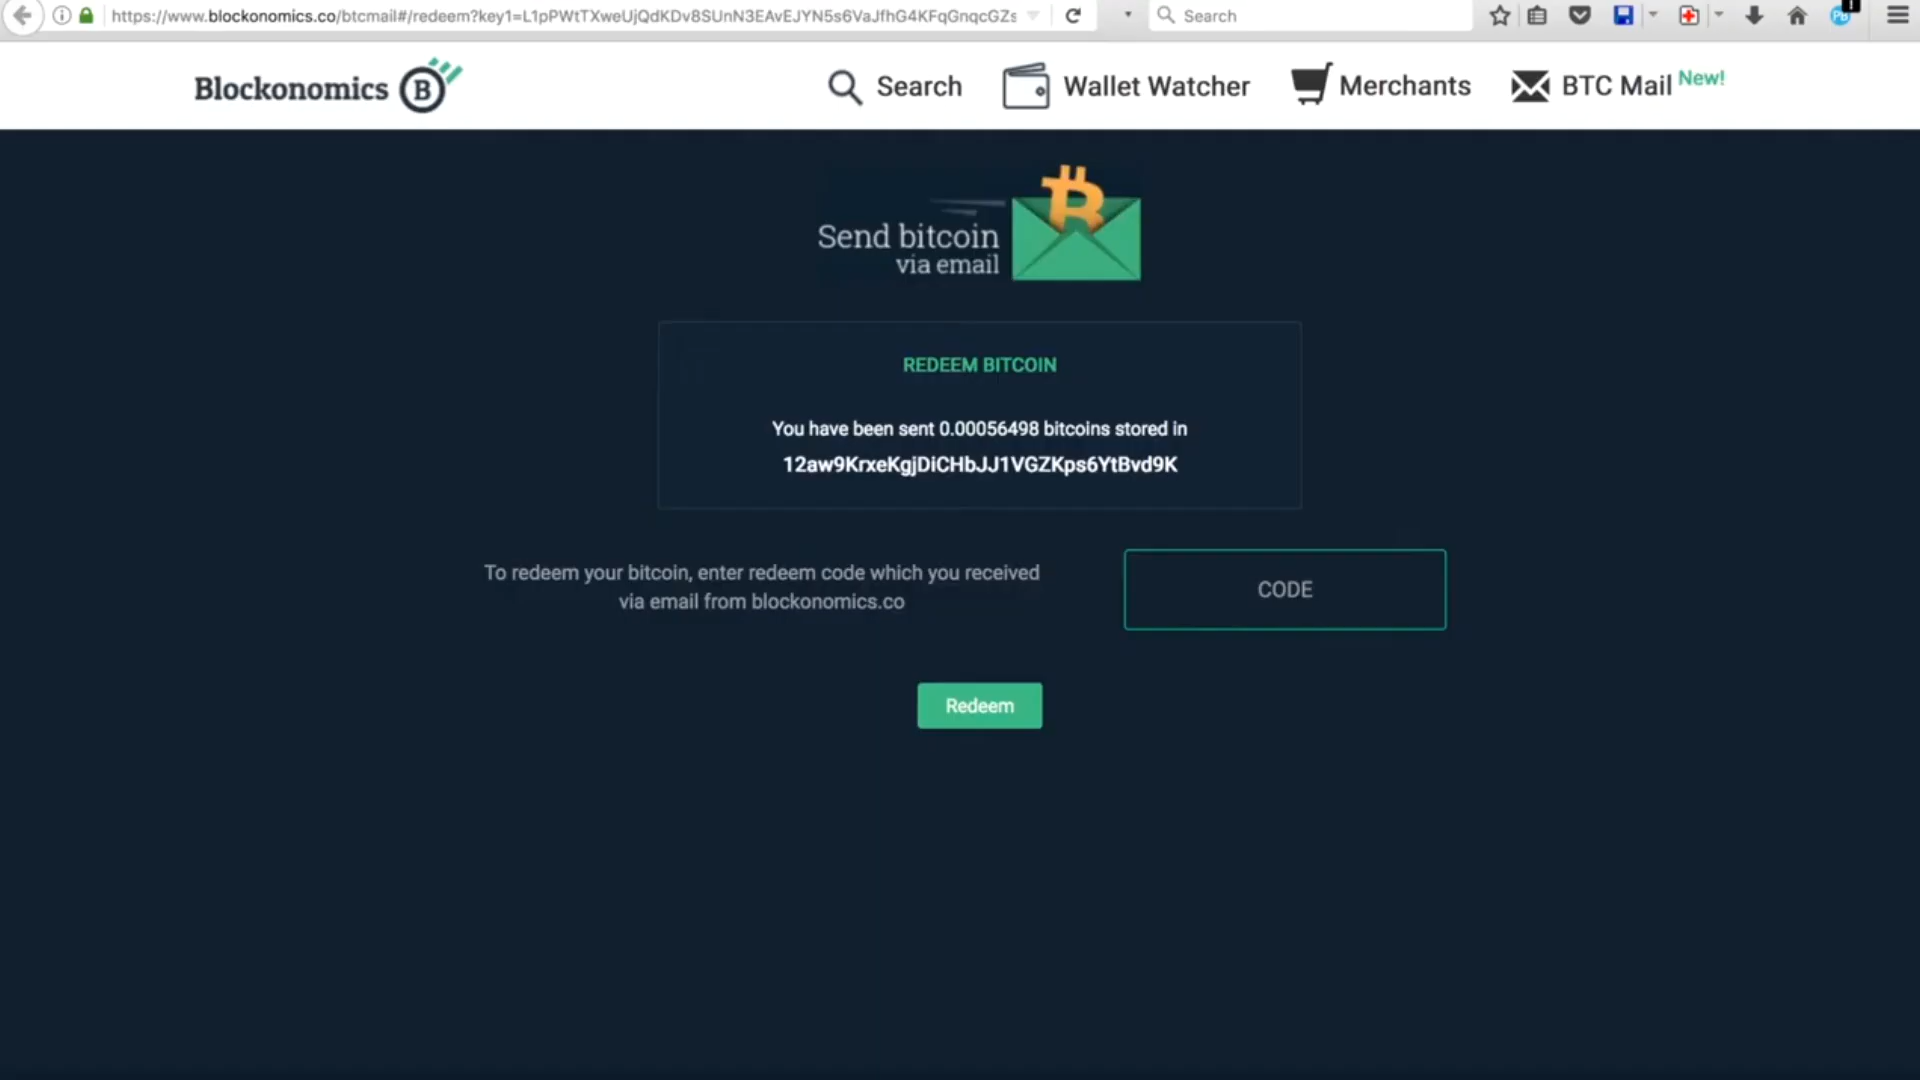 https://www.blockonomics.co/btcmail#/redeem?key1=L1pPWtTXweUjQdKDv8SUnN3EAvEJYN5s6VaJfhG4KFqGnqcGZs
Search
Blockonomics B
Search
Wallet Watcher
Merchants
BTC Mail New!
Send bitcoin
via email
REDEEM BITCOIN
You have been sent 0.00056498 bitcoins stored in
12aw9KrxeKgjDiCHbJJ1VGZKps6YtBvd9K
To redeem your bitcoin, enter redeem code which you received
via email from blockonomics.co
CODE
Redeem